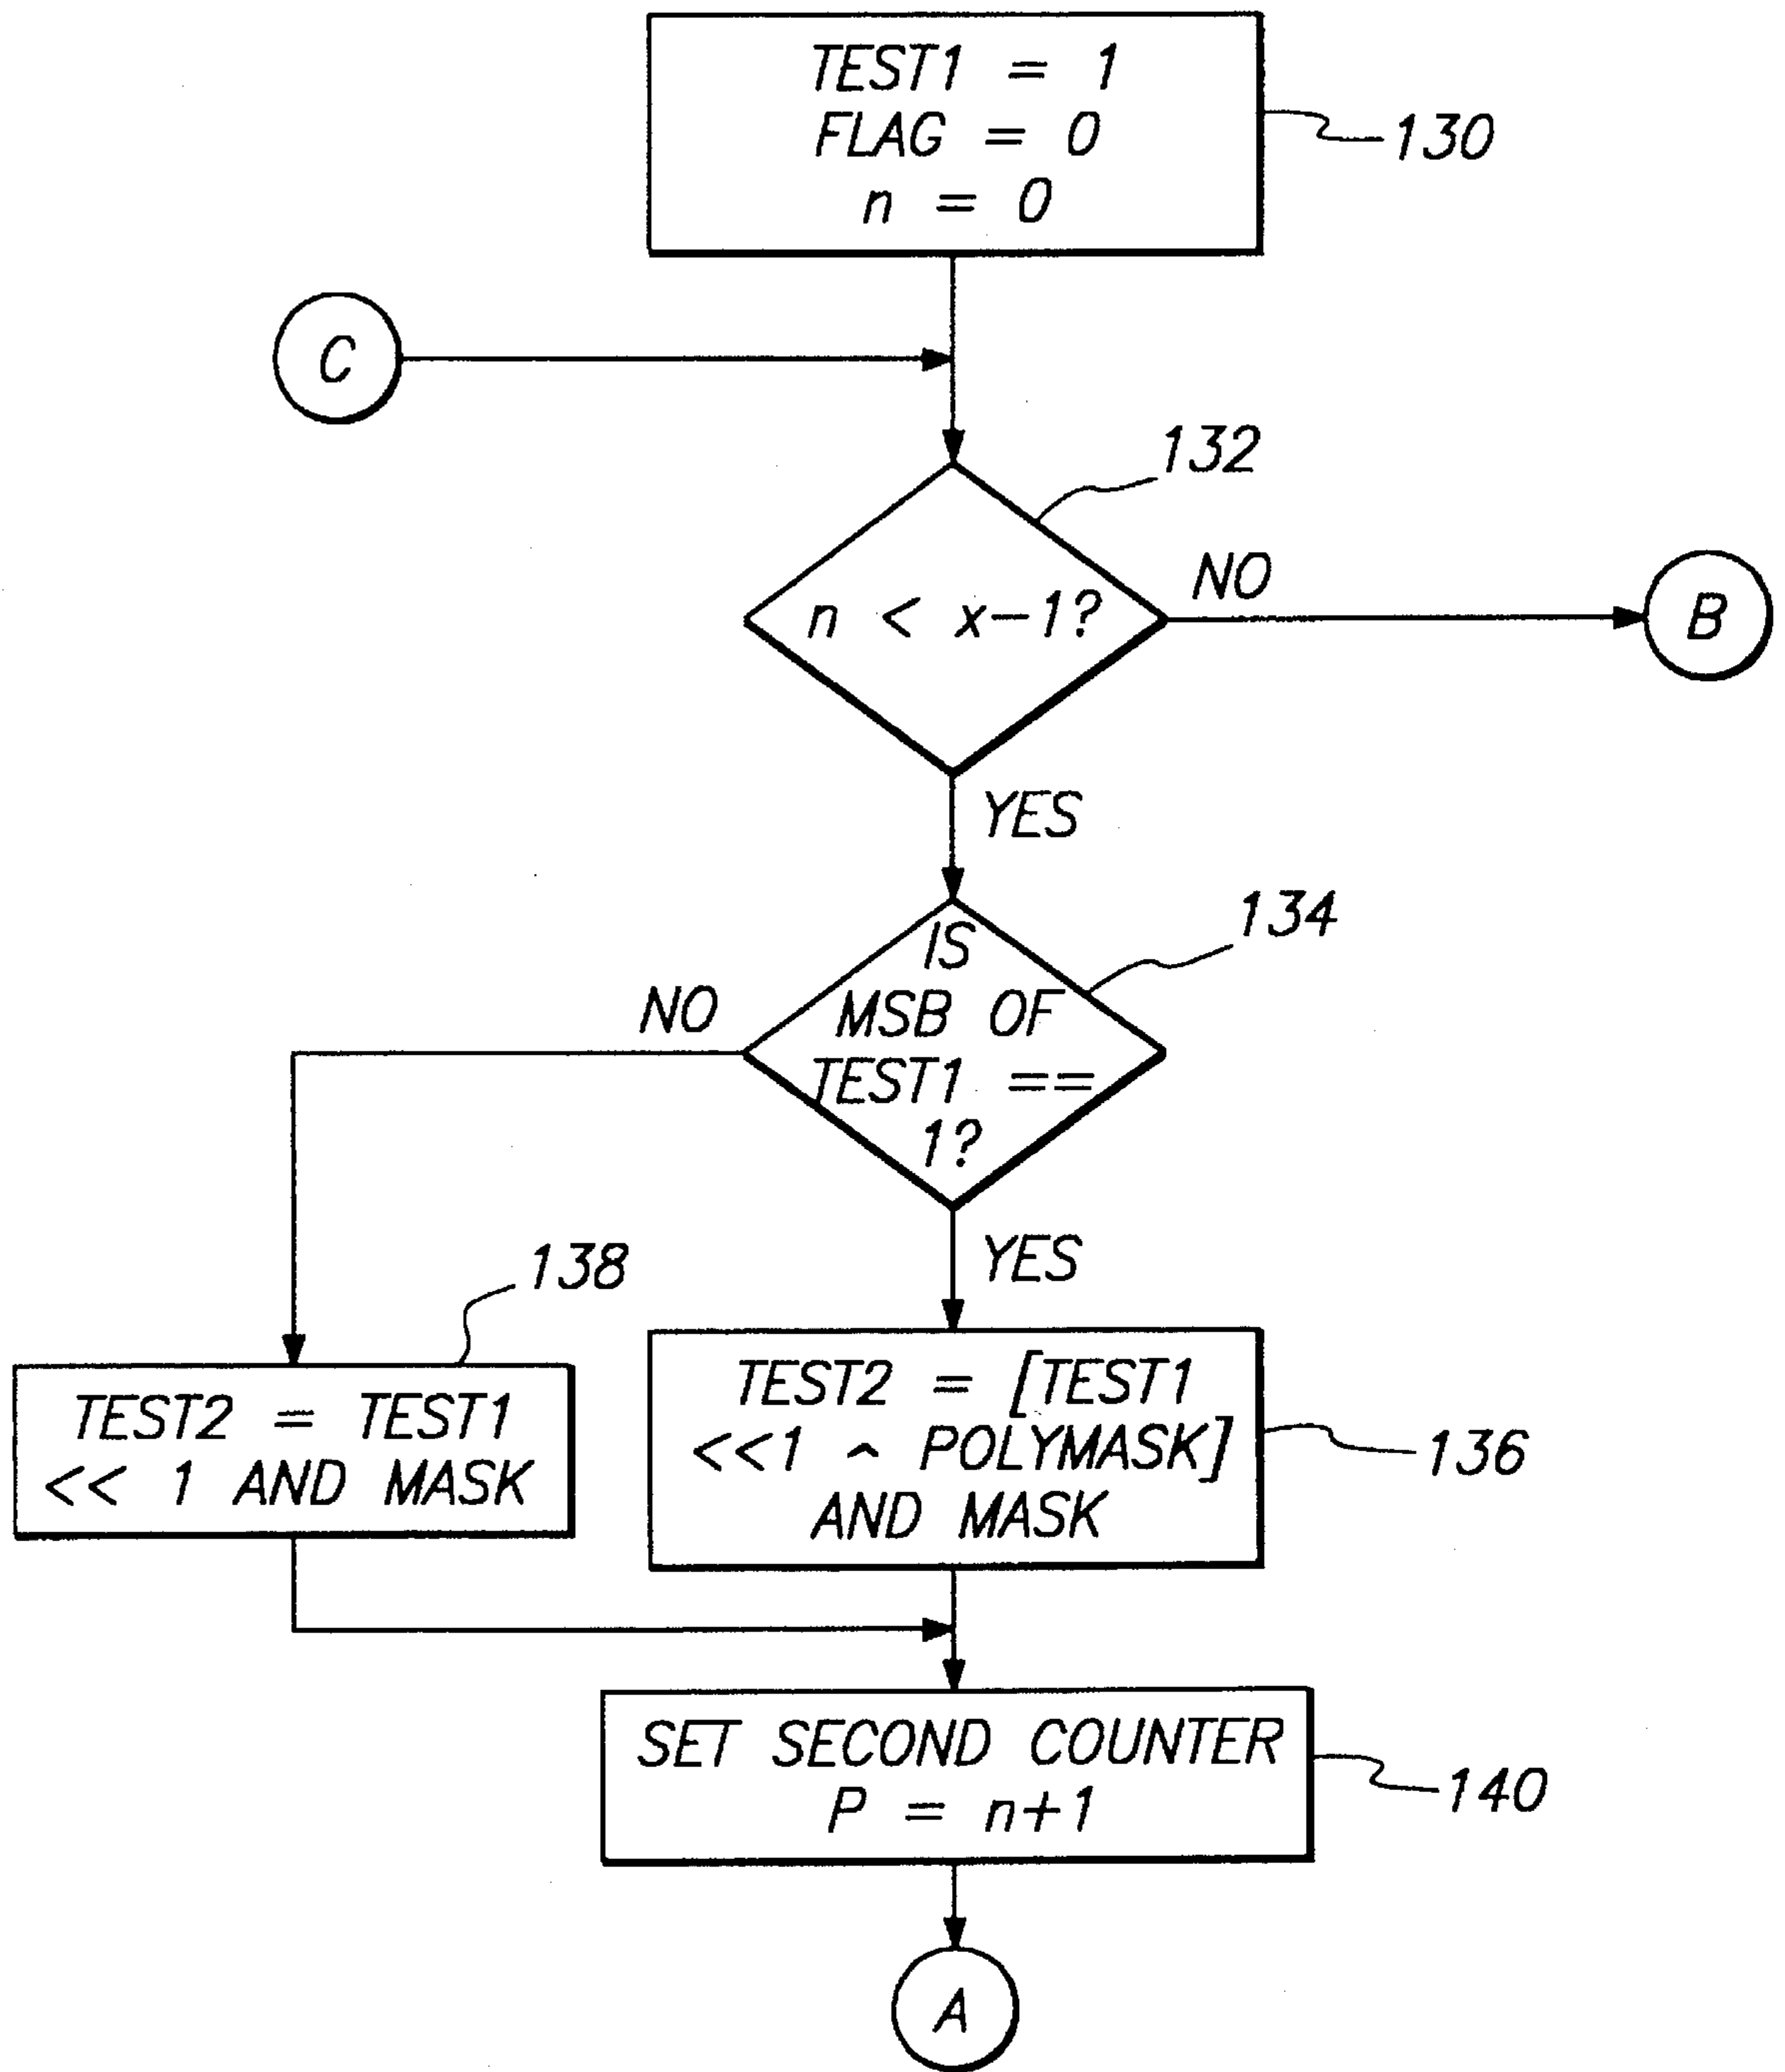 TEST1 = 1
FLAG = 0
n = 0
130
C
132
n < x-1?
NO
B
YES
134
IS
MSB OF
TEST1 ==
1?
NO
YES
138
TEST2 = TEST1
<< 1 AND MASK
TEST2 = [TEST1
<<1 ^ POLYMASK]
AND MASK
136
SET SECOND COUNTER
P = n+1
140
A